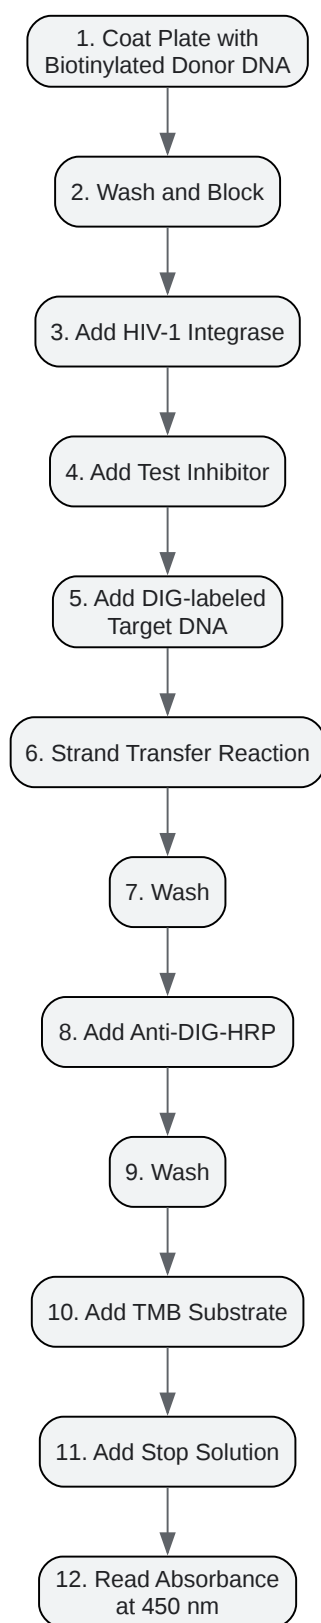 1. Coat Plate with
Biotinylated Donor DNA
2. Wash and Block
3. Add HIV-1 Integrase
4. Add Test Inhibitor
5. Add DIG-labeled
Target DNA
6. Strand Transfer Reaction
7. Wash
8. Add Anti-DIG-HRP
9. Wash
10. Add TMB Substrate
11. Add Stop Solution
12. Read Absorbance
at 450 nm